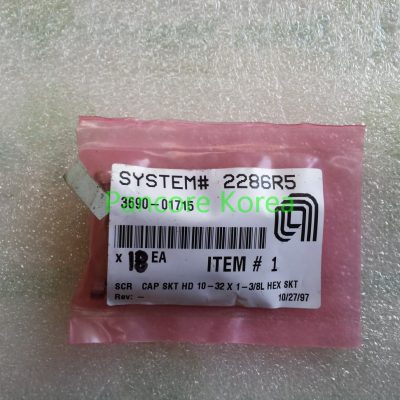 SYSTEM# 2286R5
3690-01715
Pancore Korea
x 18 EA
ITEM # 1
SCR CAP SKT HD 10-32 X 1-3/8L HEX SKT
Rev: -
10/27/97